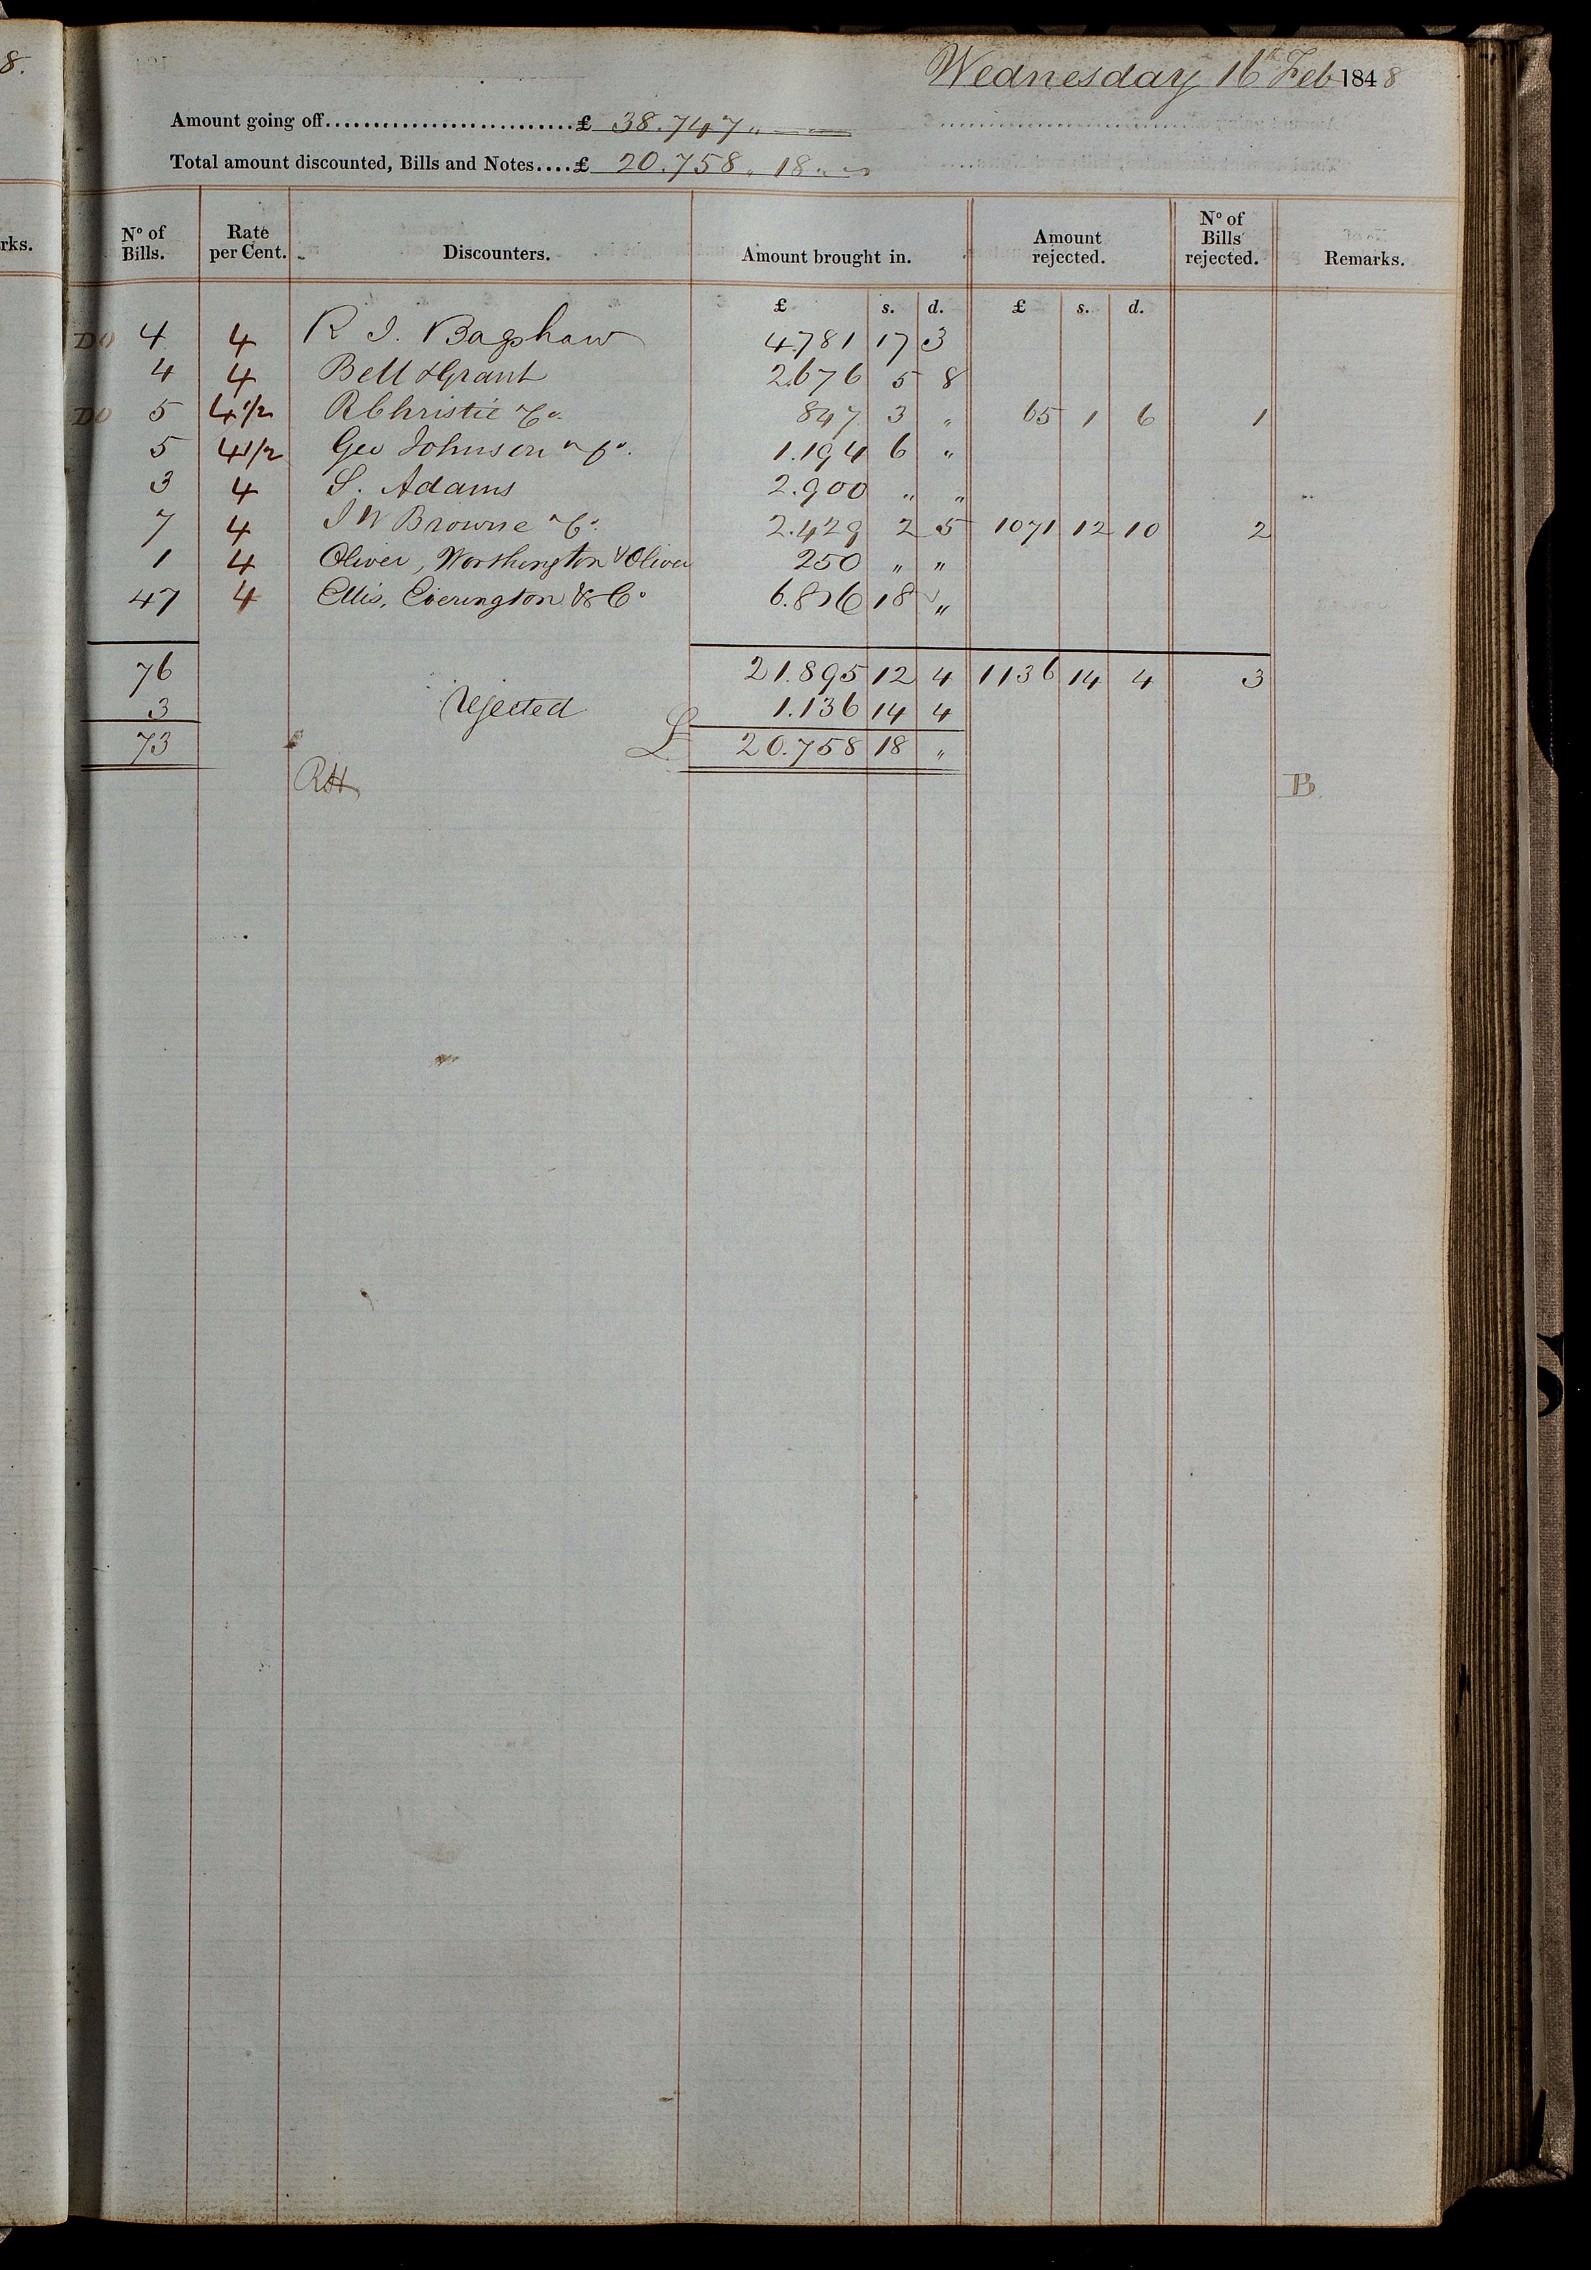 8.
Wednesday 16th Feb 1848
Amount going off...........................£ 38.747 " —
Total amount discounted, Bills and Notes....£ 20.758 " 18 " "
rks.
No of Bills. Rate per Cent. Discounters. Amount brought in. Amount rejected. No of Bills rejected. Remarks.
£ s. d. £ s. d.
DO 4 4 R J. Bagshaw 4781 17 3
4 4 Bell & Grant 2.676 5 8
DO 5 4 1/2 R Christie & Co. 847 3 " 65 1 6 1
5 4 1/2 Geo Johnson & Co. 1.194 6 "
3 4 S. Adams 2.900 " "
7 4 J W Browne & Co. 2.429 2 5 1071 12 10 2
1 4 Oliver, Worthington & Oliver 250 " "
47 4 Ellis, Everington & Co 6.816 18 "
76 21.895 12 4 1136 14 4 3
3 rejected 1.136 14 4
73 £ 20.758 18 "
RH B